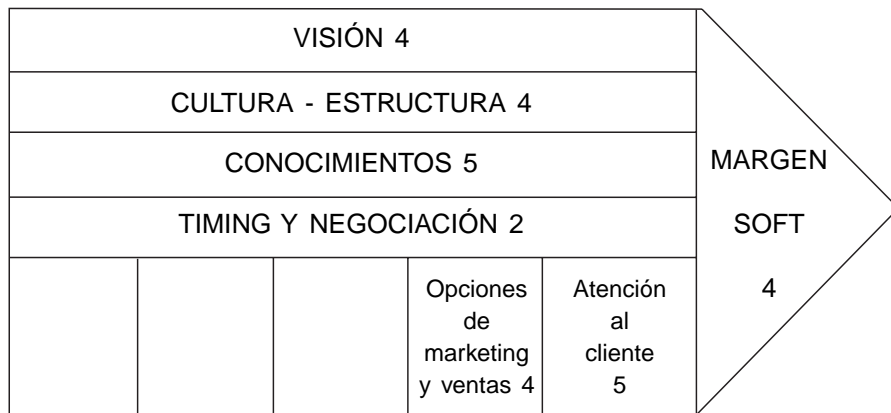 VISIÓN 4
CULTURA - ESTRUCTURA 4
CONOCIMIENTOS 5
TIMING Y NEGOCIACIÓN 2
Opciones
de
marketing
y ventas 4
Atención
al
cliente
5
MARGEN
SOFT
4